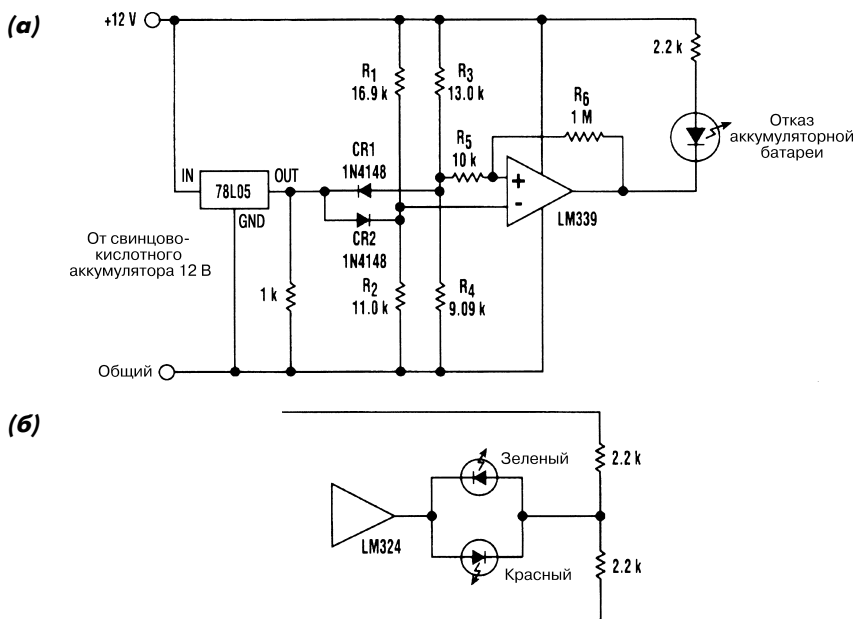 (а)
+12 V
R1
16.9 k
R3
13.0 k
2.2 k
R6
1 M
Отказ
аккумуляторной
батареи
R5
10 k
CR1
1N4148
IN
OUT
78L05
GND
+
-
LM339
CR2
1N4148
От свинцово-
кислотного
аккумулятора 12 В
1 k
R2
11.0 k
R4
9.09 k
Общий
(б)
Зеленый
2.2 k
LM324
Красный
2.2 k